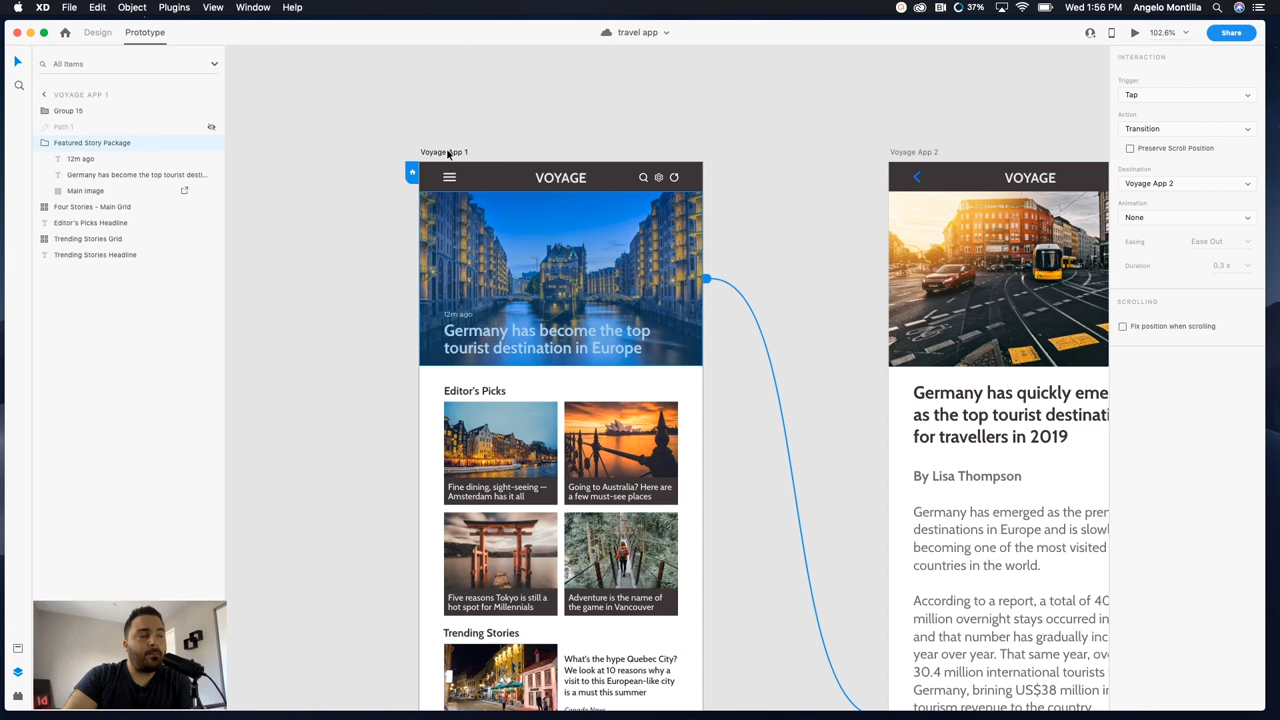 XD File Edit Object Plugins View Window Help
37% Wed 1:56 PM Angelo Montilla
Design Prototype
travel app
102.6%
Share
All Items
VOYAGE APP 1
Group 15
Path 1
Featured Story Package
12m ago
Germany has become the top tourist desti...
Main Image
Four Stories - Main Grid
Editor's Picks Headline
Trending Stories Grid
Trending Stories Headline
Voyage App 1
VOYAGE
12m ago
Germany has become the top
tourist destination in Europe
Editor's Picks
Fine dining, sight-seeing —
Amsterdam has it all
Going to Australia? Here are
a few must-see places
Five reasons Tokyo is still a
hot spot for Millennials
Adventure is the name of
the game in Vancouver
Trending Stories
What's the hype Quebec City?
We look at 10 reasons why a
visit to this European-like city
is a must this summer
Canada News
Voyage App 2
VOYAGE
Germany has quickly eme
as the top tourist destinati
for travellers in 2019
By Lisa Thompson
Germany has emerged as the prer
destinations in Europe and is slowl
becoming one of the most visited
countries in the world.
According to a report, a total of 40
million overnight stays occurred in
and that number has gradually inc
year over year. That same year, ove
30.4 million international tourists
Germany, brining US$38 million ir
tourism revenue to the country.
INTERACTION
Trigger
Tap
Action
Transition
Preserve Scroll Position
Destination
Voyage App 2
Animation
None
Easing Ease Out
Duration 0.3 s
SCROLLING
Fix position when scrolling